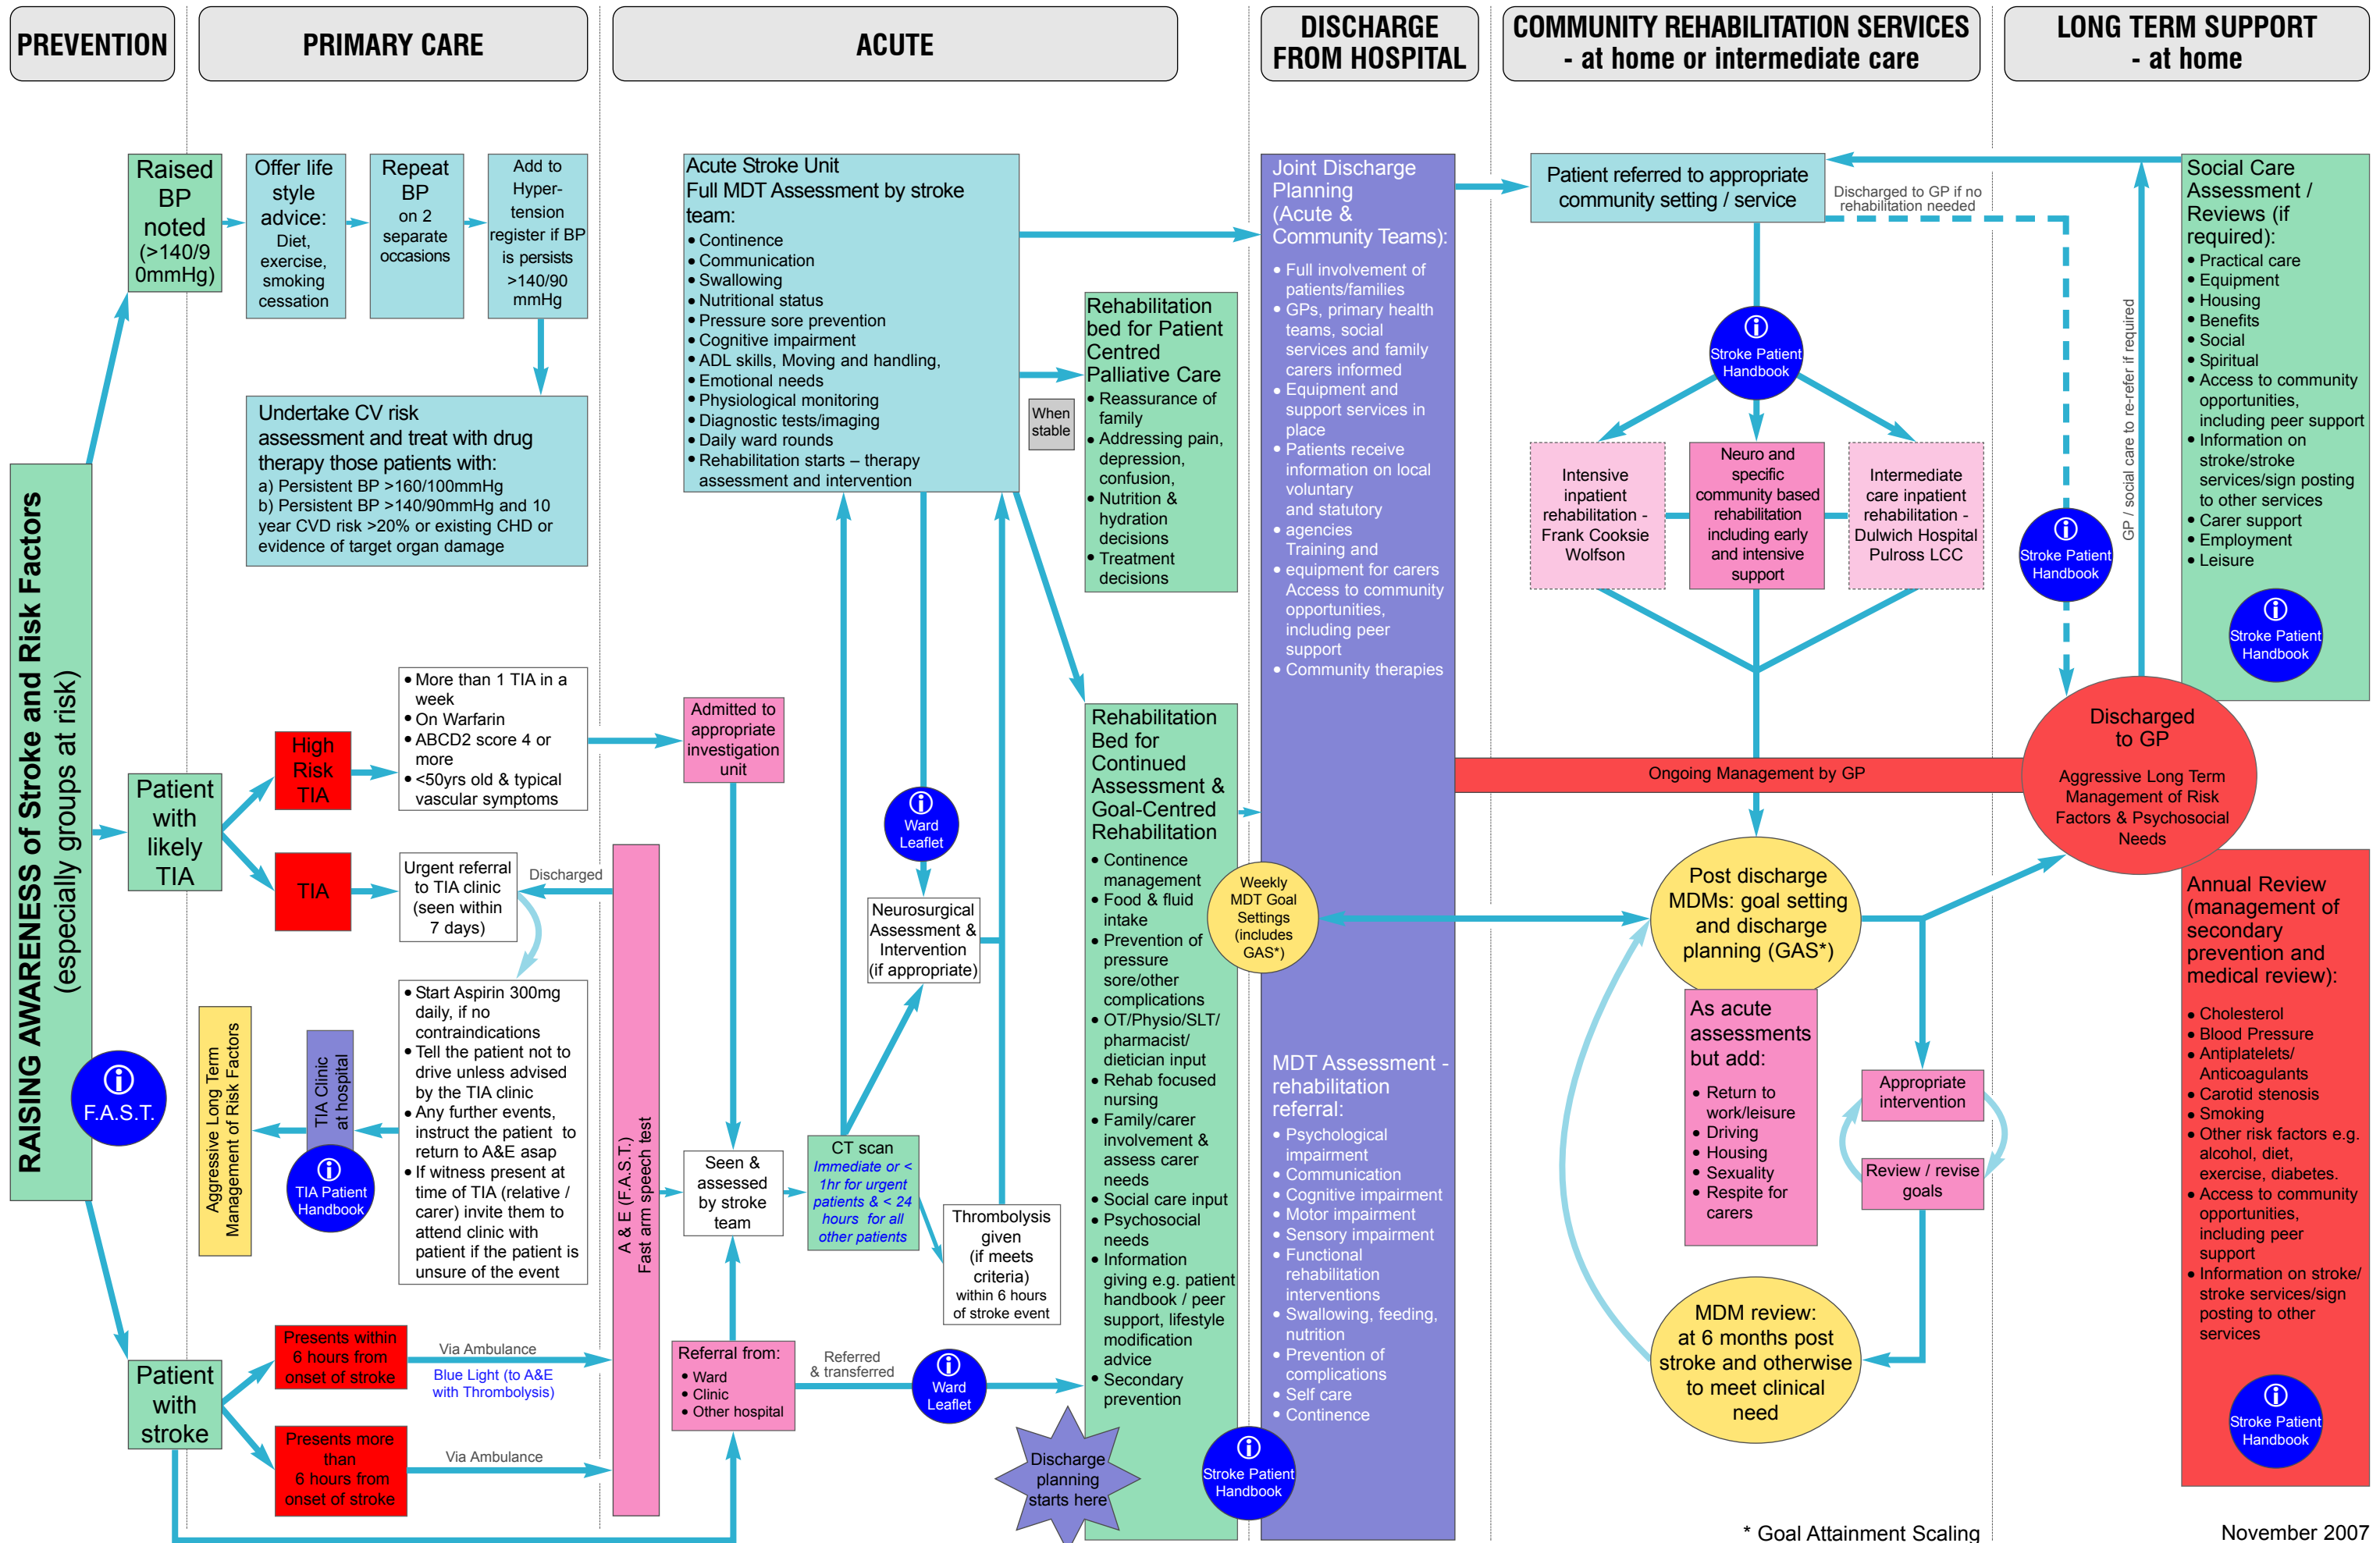 PREVENTION
PRIMARY CARE
ACUTE
DISCHARGE
FROM HOSPITAL
COMMUNITY REHABILITATION SERVICES
- at home or intermediate care
LONG TERM SUPPORT
- at home
RAISING AWARENESS of Stroke and Risk Factors
(especially groups at risk)
F.A.S.T.
Raised
BP
noted
(>140/9
0mmHg)
Offer life
style
advice:
Diet,
exercise,
smoking
cessation
Repeat
BP
on 2
separate
occasions
Add to
Hyper-
tension
register if BP
is persists
>140/90
mmHg
Undertake CV risk
assessment and treat with drug
therapy those patients with:
a) Persistent BP >160/100mmHg
b) Persistent BP >140/90mmHg and 10
year CVD risk >20% or existing CHD or
evidence of target organ damage
Patient
with
likely
TIA
High
Risk
TIA
• More than 1 TIA in a
week
• On Warfarin
• ABCD2 score 4 or
more
• <50yrs old & typical
vascular symptoms
TIA
Urgent referral
to TIA clinic
(seen within
7 days)
Discharged
• Start Aspirin 300mg
daily, if no
contraindications
• Tell the patient not to
drive unless advised
by the TIA clinic
• Any further events,
instruct the patient to
return to A&E asap
• If witness present at
time of TIA (relative /
carer) invite them to
attend clinic with
patient if the patient is
unsure of the event
TIA Clinic
at hospital
TIA Patient
Handbook
Aggressive Long Term
Management of Risk Factors
Patient
with
stroke
Presents within
6 hours from
onset of stroke
Via Ambulance
Blue Light (to A&E
with Thrombolysis)
Presents more
than
6 hours from
onset of stroke
Via Ambulance
A & E (F.A.S.T.)
Fast arm speech test
Acute Stroke Unit
Full MDT Assessment by stroke
team:
• Continence
• Communication
• Swallowing
• Nutritional status
• Pressure sore prevention
• Cognitive impairment
• ADL skills, Moving and handling,
• Emotional needs
• Physiological monitoring
• Diagnostic tests/imaging
• Daily ward rounds
• Rehabilitation starts – therapy
assessment and intervention
When
stable
Rehabilitation
bed for Patient
Centred
Palliative Care
• Reassurance of
family
• Addressing pain,
depression,
confusion,
• Nutrition &
hydration
decisions
• Treatment
decisions
Admitted to
appropriate
investigation
unit
Ward
Leaflet
Neurosurgical
Assessment &
Intervention
(if appropriate)
Seen &
assessed
by stroke
team
CT scan
Immediate or <
1hr for urgent
patients & < 24
hours for all
other patients
Thrombolysis
given
(if meets
criteria)
within 6 hours
of stroke event
Referral from:
• Ward
• Clinic
• Other hospital
Referred
& transferred
Ward
Leaflet
Rehabilitation
Bed for
Continued
Assessment &
Goal-Centred
Rehabilitation
• Continence
management
• Food & fluid
intake
• Prevention of
pressure
sore/other
complications
• OT/Physio/SLT/
pharmacist/
dietician input
• Rehab focused
nursing
• Family/carer
involvement &
assess carer
needs
• Social care input
• Psychosocial
needs
• Information
giving e.g. patient
handbook / peer
support, lifestyle
modification
advice
• Secondary
prevention
Discharge
planning
starts here
Stroke Patient
Handbook
Weekly
MDT Goal
Settings
(includes
GAS*)
Joint Discharge
Planning
(Acute &
Community Teams):
• Full involvement of
patients/families
• GPs, primary health
teams, social
services and family
carers informed
• Equipment and
support services in
place
• Patients receive
information on local
voluntary
and statutory
• agencies
Training and
• equipment for carers
Access to community
opportunities,
including peer
support
• Community therapies
MDT Assessment -
rehabilitation
referral:
• Psychological
impairment
• Communication
• Cognitive impairment
• Motor impairment
• Sensory impairment
• Functional
rehabilitation
interventions
• Swallowing, feeding,
nutrition
• Prevention of
complications
• Self care
• Continence
Patient referred to appropriate
community setting / service
Discharged to GP if no
rehabilitation needed
Stroke Patient
Handbook
Intensive
inpatient
rehabilitation -
Frank Cooksie
Wolfson
Neuro and
specific
community based
rehabilitation
including early
and intensive
support
Intermediate
care inpatient
rehabilitation -
Dulwich Hospital
Pulross LCC
Ongoing Management by GP
Post discharge
MDMs: goal setting
and discharge
planning (GAS*)
As acute
assessments
but add:
• Return to
work/leisure
• Driving
• Housing
• Sexuality
• Respite for
carers
Appropriate
intervention
Review / revise
goals
MDM review:
at 6 months post
stroke and otherwise
to meet clinical
need
Stroke Patient
Handbook
GP / social care to re-refer if required
Social Care
Assessment /
Reviews (if
required):
• Practical care
• Equipment
• Housing
• Benefits
• Social
• Spiritual
• Access to community
opportunities,
including peer support
• Information on
stroke/stroke
services/sign posting
to other services
• Carer support
• Employment
• Leisure
Stroke Patient
Handbook
Discharged
to GP
Aggressive Long Term
Management of Risk
Factors & Psychosocial
Needs
Annual Review
(management of
secondary
prevention and
medical review):
• Cholesterol
• Blood Pressure
• Antiplatelets/
Anticoagulants
• Carotid stenosis
• Smoking
• Other risk factors e.g.
alcohol, diet,
exercise, diabetes.
• Access to community
opportunities,
including peer
support
• Information on stroke/
stroke services/sign
posting to other
services
Stroke Patient
Handbook
* Goal Attainment Scaling
November 2007